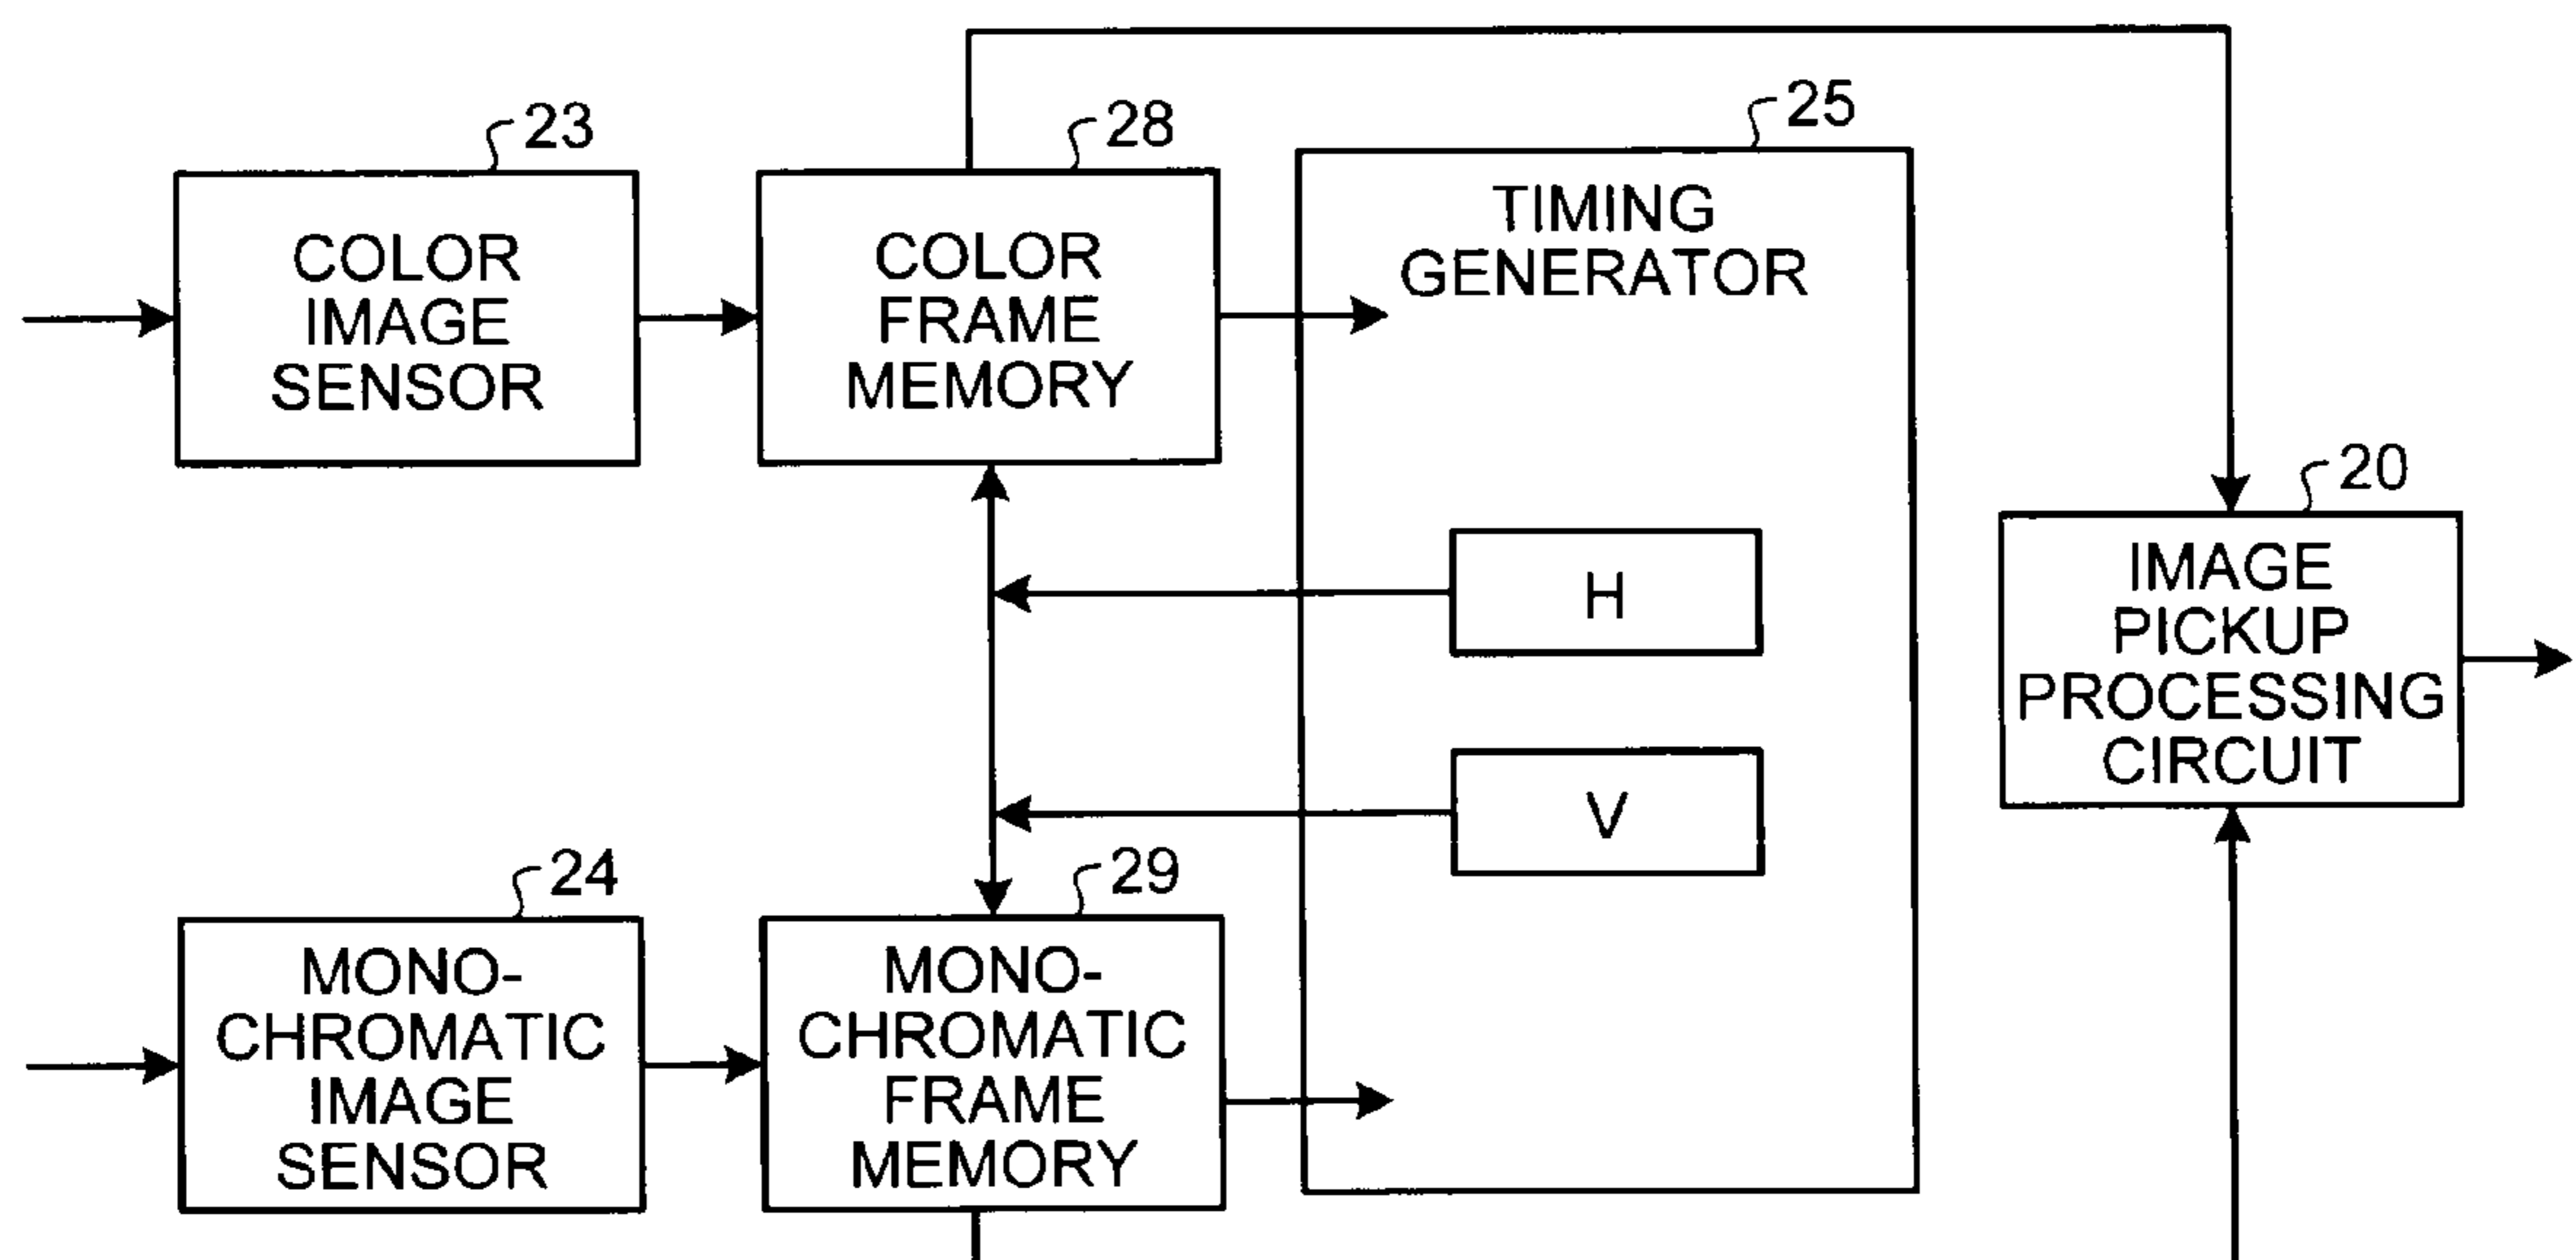 23
COLOR
IMAGE
SENSOR
28
COLOR
FRAME
MEMORY
25
TIMING
GENERATOR
H
V
20
IMAGE
PICKUP
PROCESSING
CIRCUIT
24
MONO-
CHROMATIC
IMAGE
SENSOR
29
MONO-
CHROMATIC
FRAME
MEMORY